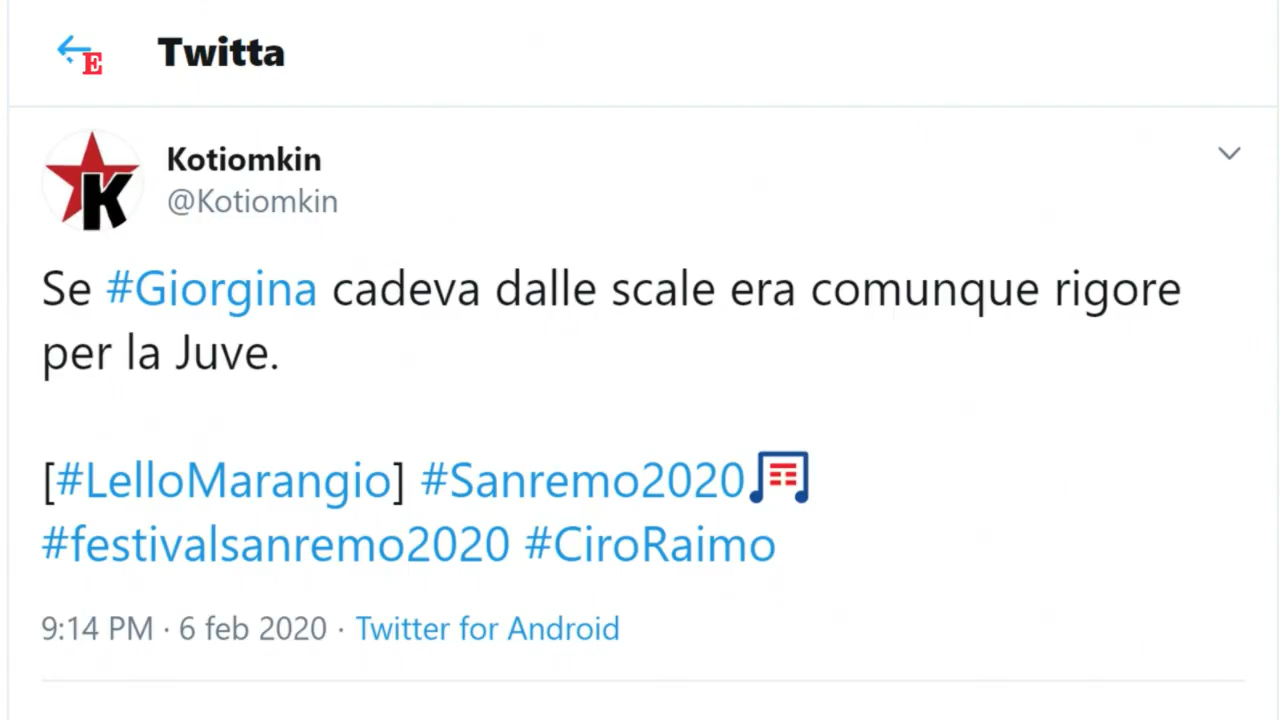 E
Twitta
K
Kotiomkin
@Kotiomkin
Se #Giorgina cadeva dalle scale era comunque rigore
per la Juve.
[#LelloMarangio] #Sanremo2020
#festivalsanremo2020 #CiroRaimo
9:14 PM · 6 feb 2020 · Twitter for Android